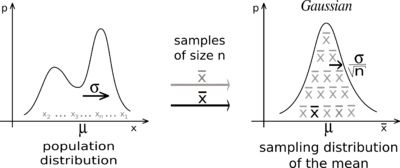 p
σ
x₂ ... x₃ ... xₙ ... x₁
μ
x
population
distribution
samples
of size n
x̄
x̄
Gaussian
p
x̄
x̄ x̄
x̄ x̄
σ
√n
x̄ x̄ x̄ x̄
x̄ x̄ x̄ x̄ x̄
μ
x̄
sampling distribution
of the mean